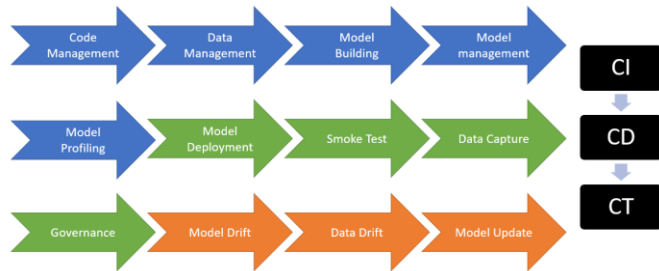 Code
Management
Data
Management
Model
Building
Model
management
CI
Model
Profiling
Model
Deployment
Smoke Test
Data Capture
CD
Governance
Model Drift
Data Drift
Model Update
CT